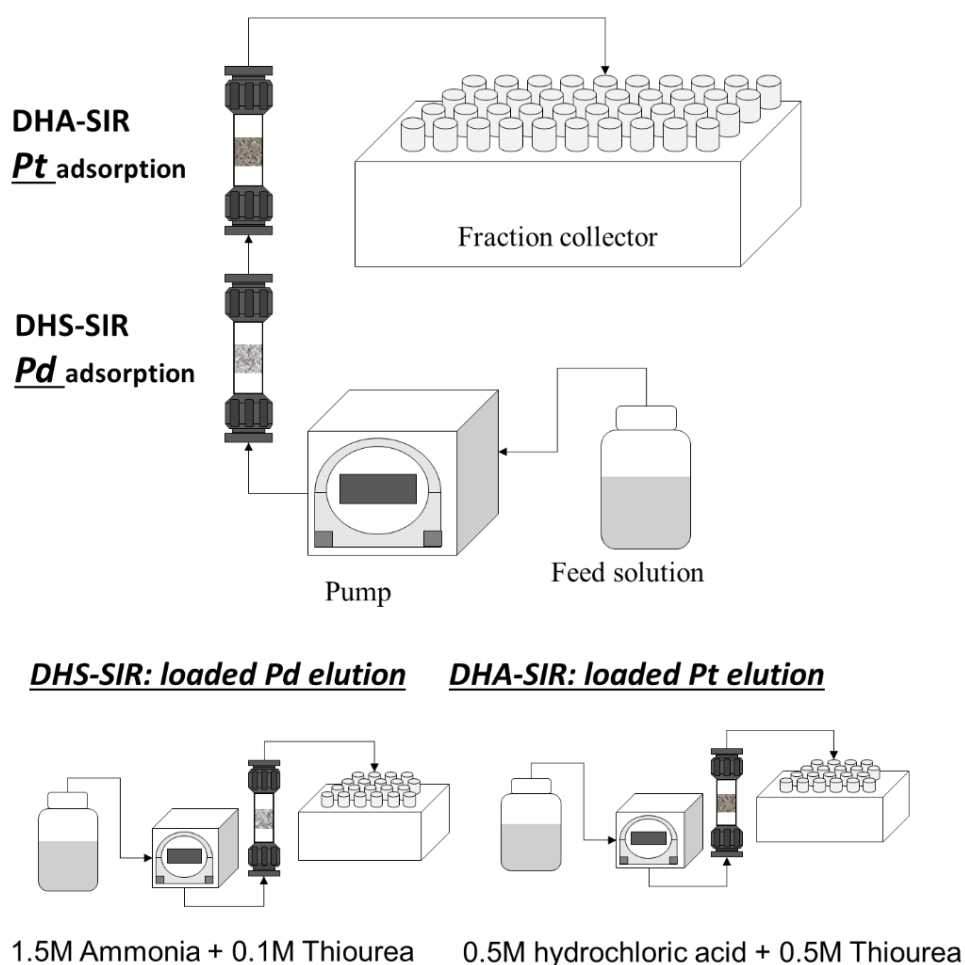 DHA-SIR
Pt adsorption
Fraction collector
DHS-SIR
Pd adsorption
Pump
Feed solution
DHS-SIR: loaded Pd elution
DHA-SIR: loaded Pt elution
1.5M Ammonia + 0.1M Thiourea
0.5M hydrochloric acid + 0.5M Thiourea